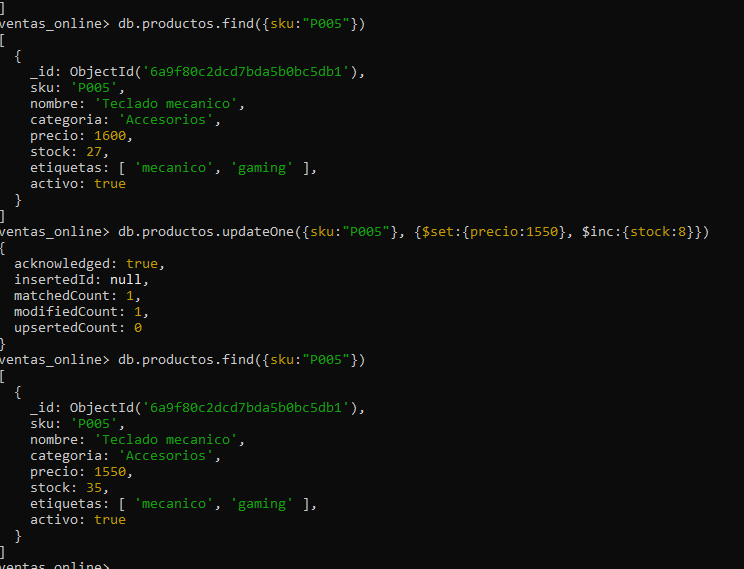 ]
ventas_online> db.productos.find({sku:"P005"})
[
  {
    _id: ObjectId('6a9f80c2dcd7bda5b0bc5db1'),
    sku: 'P005',
    nombre: 'Teclado mecanico',
    categoria: 'Accesorios',
    precio: 1600,
    stock: 27,
    etiquetas: [ 'mecanico', 'gaming' ],
    activo: true
  }
]
ventas_online> db.productos.updateOne({sku:"P005"}, {$set:{precio:1550}, $inc:{stock:8}})
{
  acknowledged: true,
  insertedId: null,
  matchedCount: 1,
  modifiedCount: 1,
  upsertedCount: 0
}
ventas_online> db.productos.find({sku:"P005"})
[
  {
    _id: ObjectId('6a9f80c2dcd7bda5b0bc5db1'),
    sku: 'P005',
    nombre: 'Teclado mecanico',
    categoria: 'Accesorios',
    precio: 1550,
    stock: 35,
    etiquetas: [ 'mecanico', 'gaming' ],
    activo: true
  }
]
ventas_online>